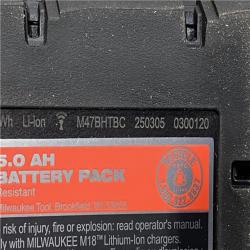 Wh Li-Ion M47BHTBC 250305 0300120
5.0 AH
BATTERY PACK
Resistant
Milwaukee Tool, Brookfield, WI 53005
risk of injury, fire or explosion: read operator's manual.
ly with MILWAUKEE M18™ Lithium-Ion chargers.